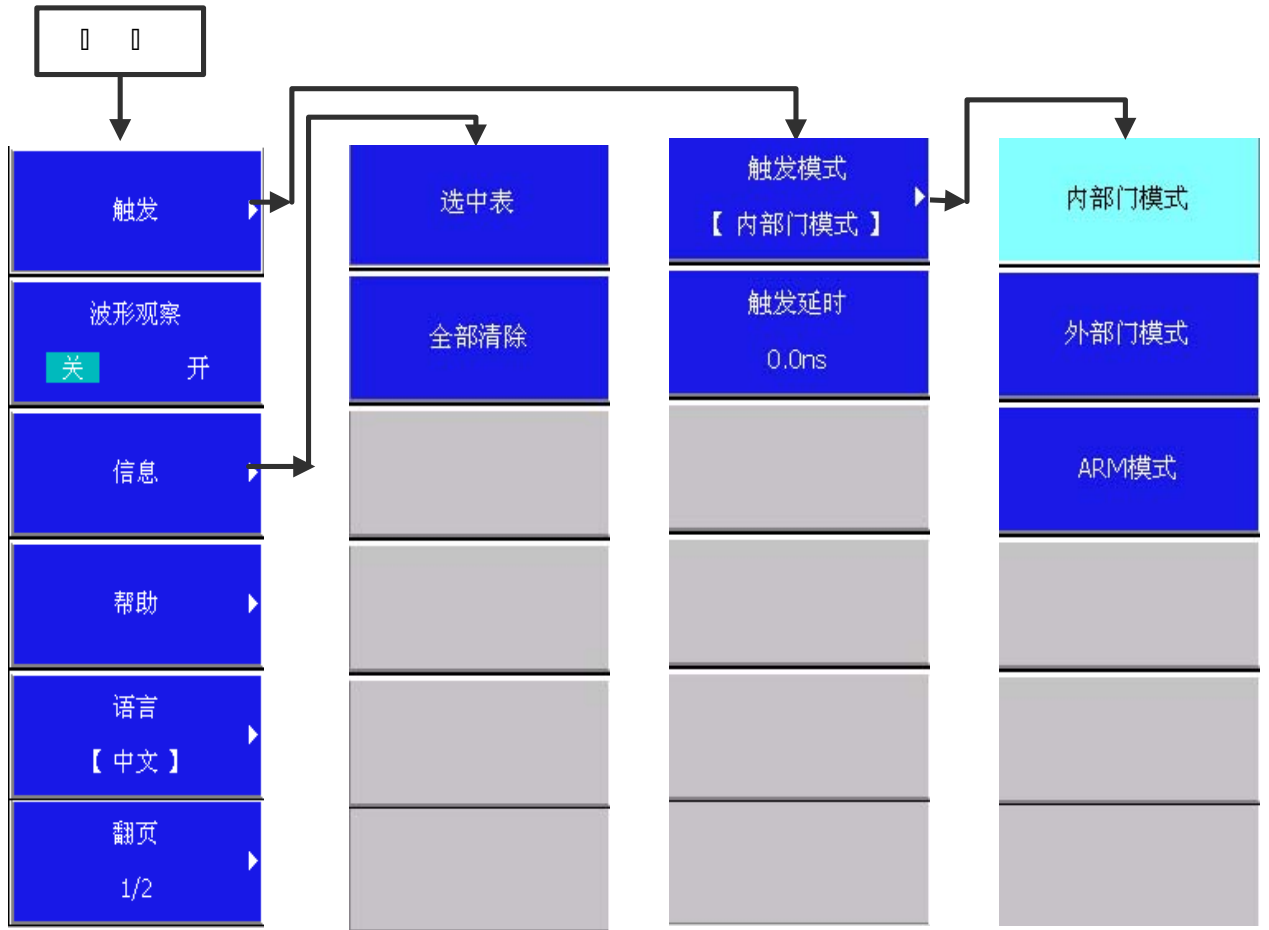 触发
波形观察
关 开
信息
帮助
语言
【 中文 】
翻页
1/2
选中表
全部清除
触发模式
【 内部门模式 】
触发延时
0.0ns
内部门模式
外部门模式
ARM模式